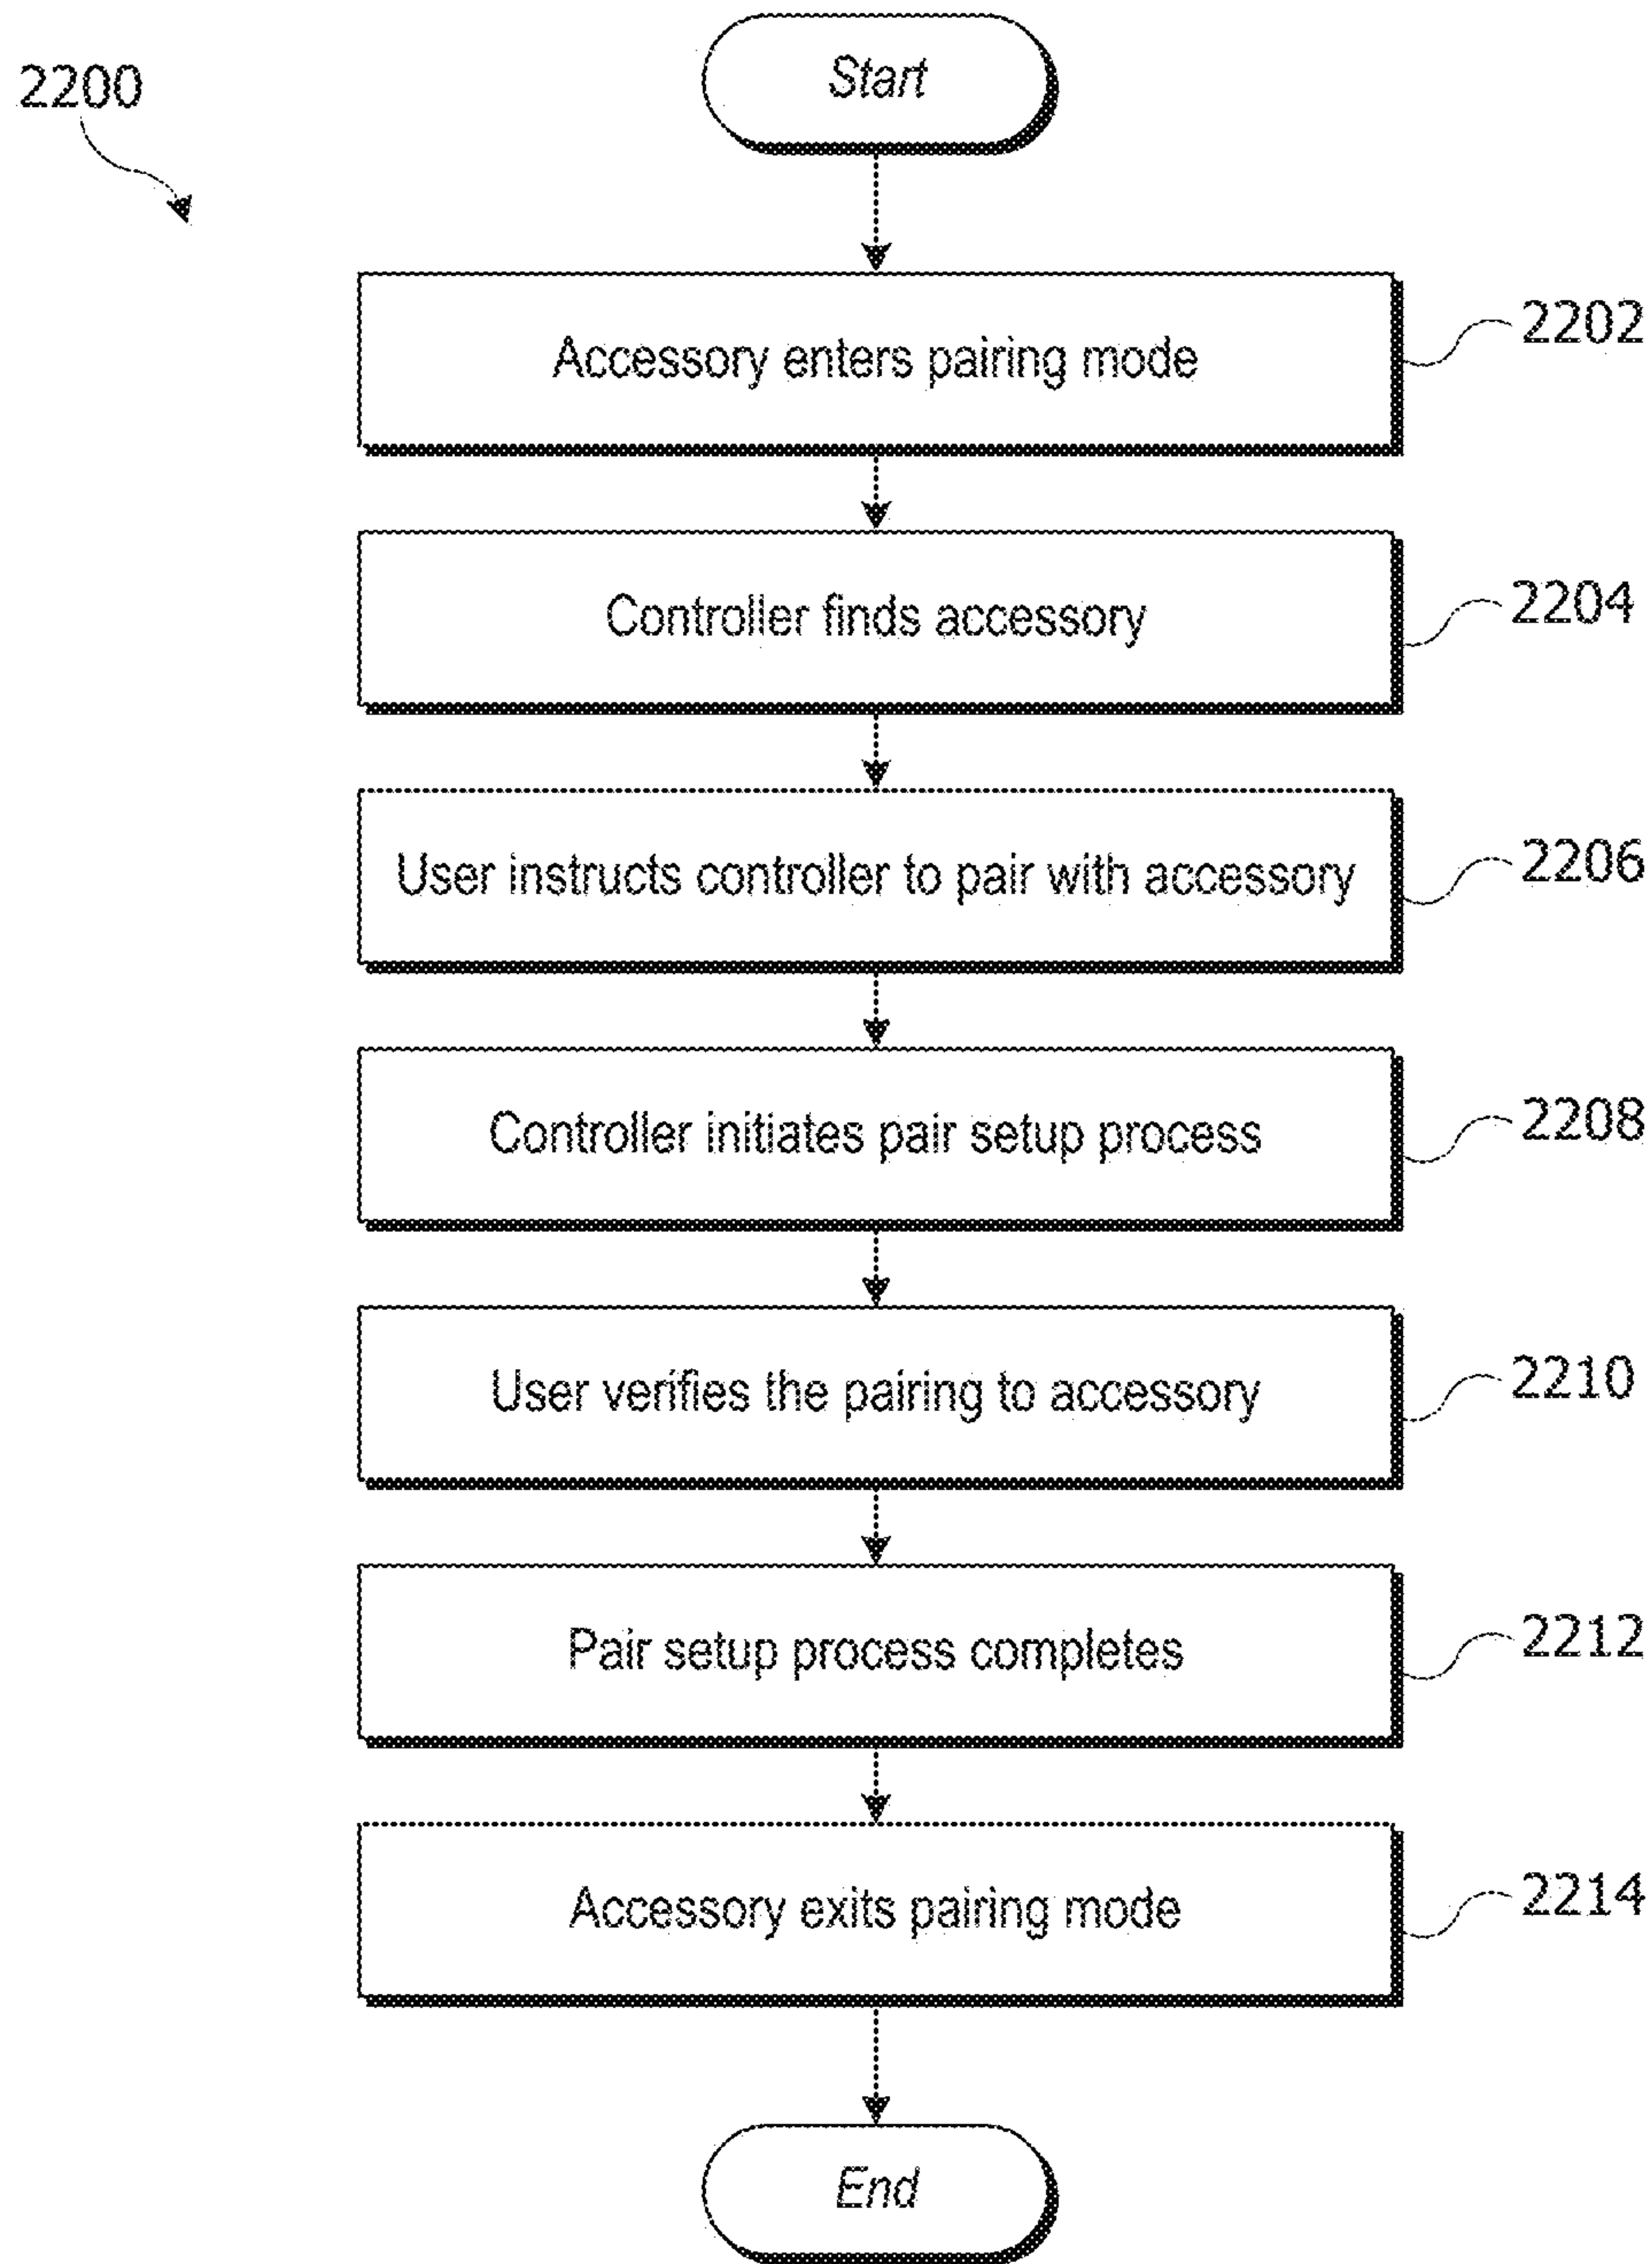 2200
Start
Accessory enters pairing mode
2202
Controller finds accessory
2204
User instructs controller to pair with accessory
2206
Controller initiates pair setup process
2208
User verifies the pairing to accessory
2210
Pair setup process completes
2212
Accessory exits pairing mode
2214
End